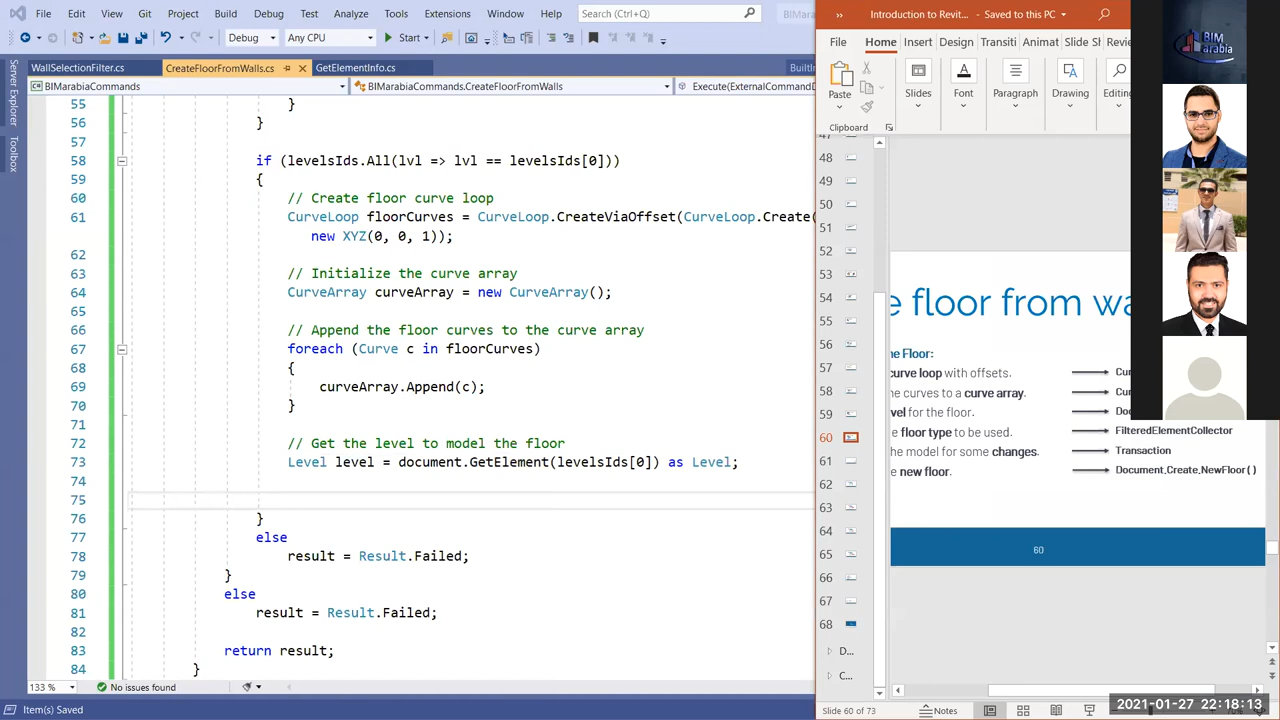 File
Edit
View
Git
Project
Build
Debug
Test
Analyze
Tools
Extensions
Window
Help
Search (Ctrl+Q)
Debug
Any CPU
Start
WallSelectionFilter.cs
CreateFloorFromWalls.cs
GetElementInfo.cs
BuiltIn
BIMarabiaCommands
BIMarabiaCommands.CreateFloorFromWalls
Execute(ExternalCommandD
Server Explorer
Toolbox
55 }
56 }
57
58 if (levelsIds.All(lvl => lvl == levelsIds[0]))
59 {
60 // Create floor curve loop
61 CurveLoop floorCurves = CurveLoop.CreateViaOffset(CurveLoop.Create(
new XYZ(0, 0, 1));
62
63 // Initialize the curve array
64 CurveArray curveArray = new CurveArray();
65
66 // Append the floor curves to the curve array
67 foreach (Curve c in floorCurves)
68 {
69 curveArray.Append(c);
70 }
71
72 // Get the level to model the floor
73 Level level = document.GetElement(levelsIds[0]) as Level;
74
75
76 }
77 else
78 result = Result.Failed;
79 }
80 else
81 result = Result.Failed;
82
83 return result;
84 }
133 %
No issues found
Item(s) Saved
Introduction to Revit... - Saved to this PC
File
Home
Insert
Design
Transiti
Animat
Slide Sh
Revie
Paste
Slides
Font
Paragraph
Drawing
Editing
Clipboard
47
48
49
50
51
52
53
54
55
56
57
58
59
60
61
62
63
64
65
66
67
68
D...
C...
e floor from wa
ne Floor:
curve loop with offsets.
Cur
he curves to a curve array.
Cur
vel for the floor.
Doc
e floor type to be used.
FilteredElementCollector
he model for some changes.
Transaction
e new floor.
Document.Create.NewFloor( )
60
Slide 60 of 73
Notes
BIM
arabia
2021-01-27 22:18:13